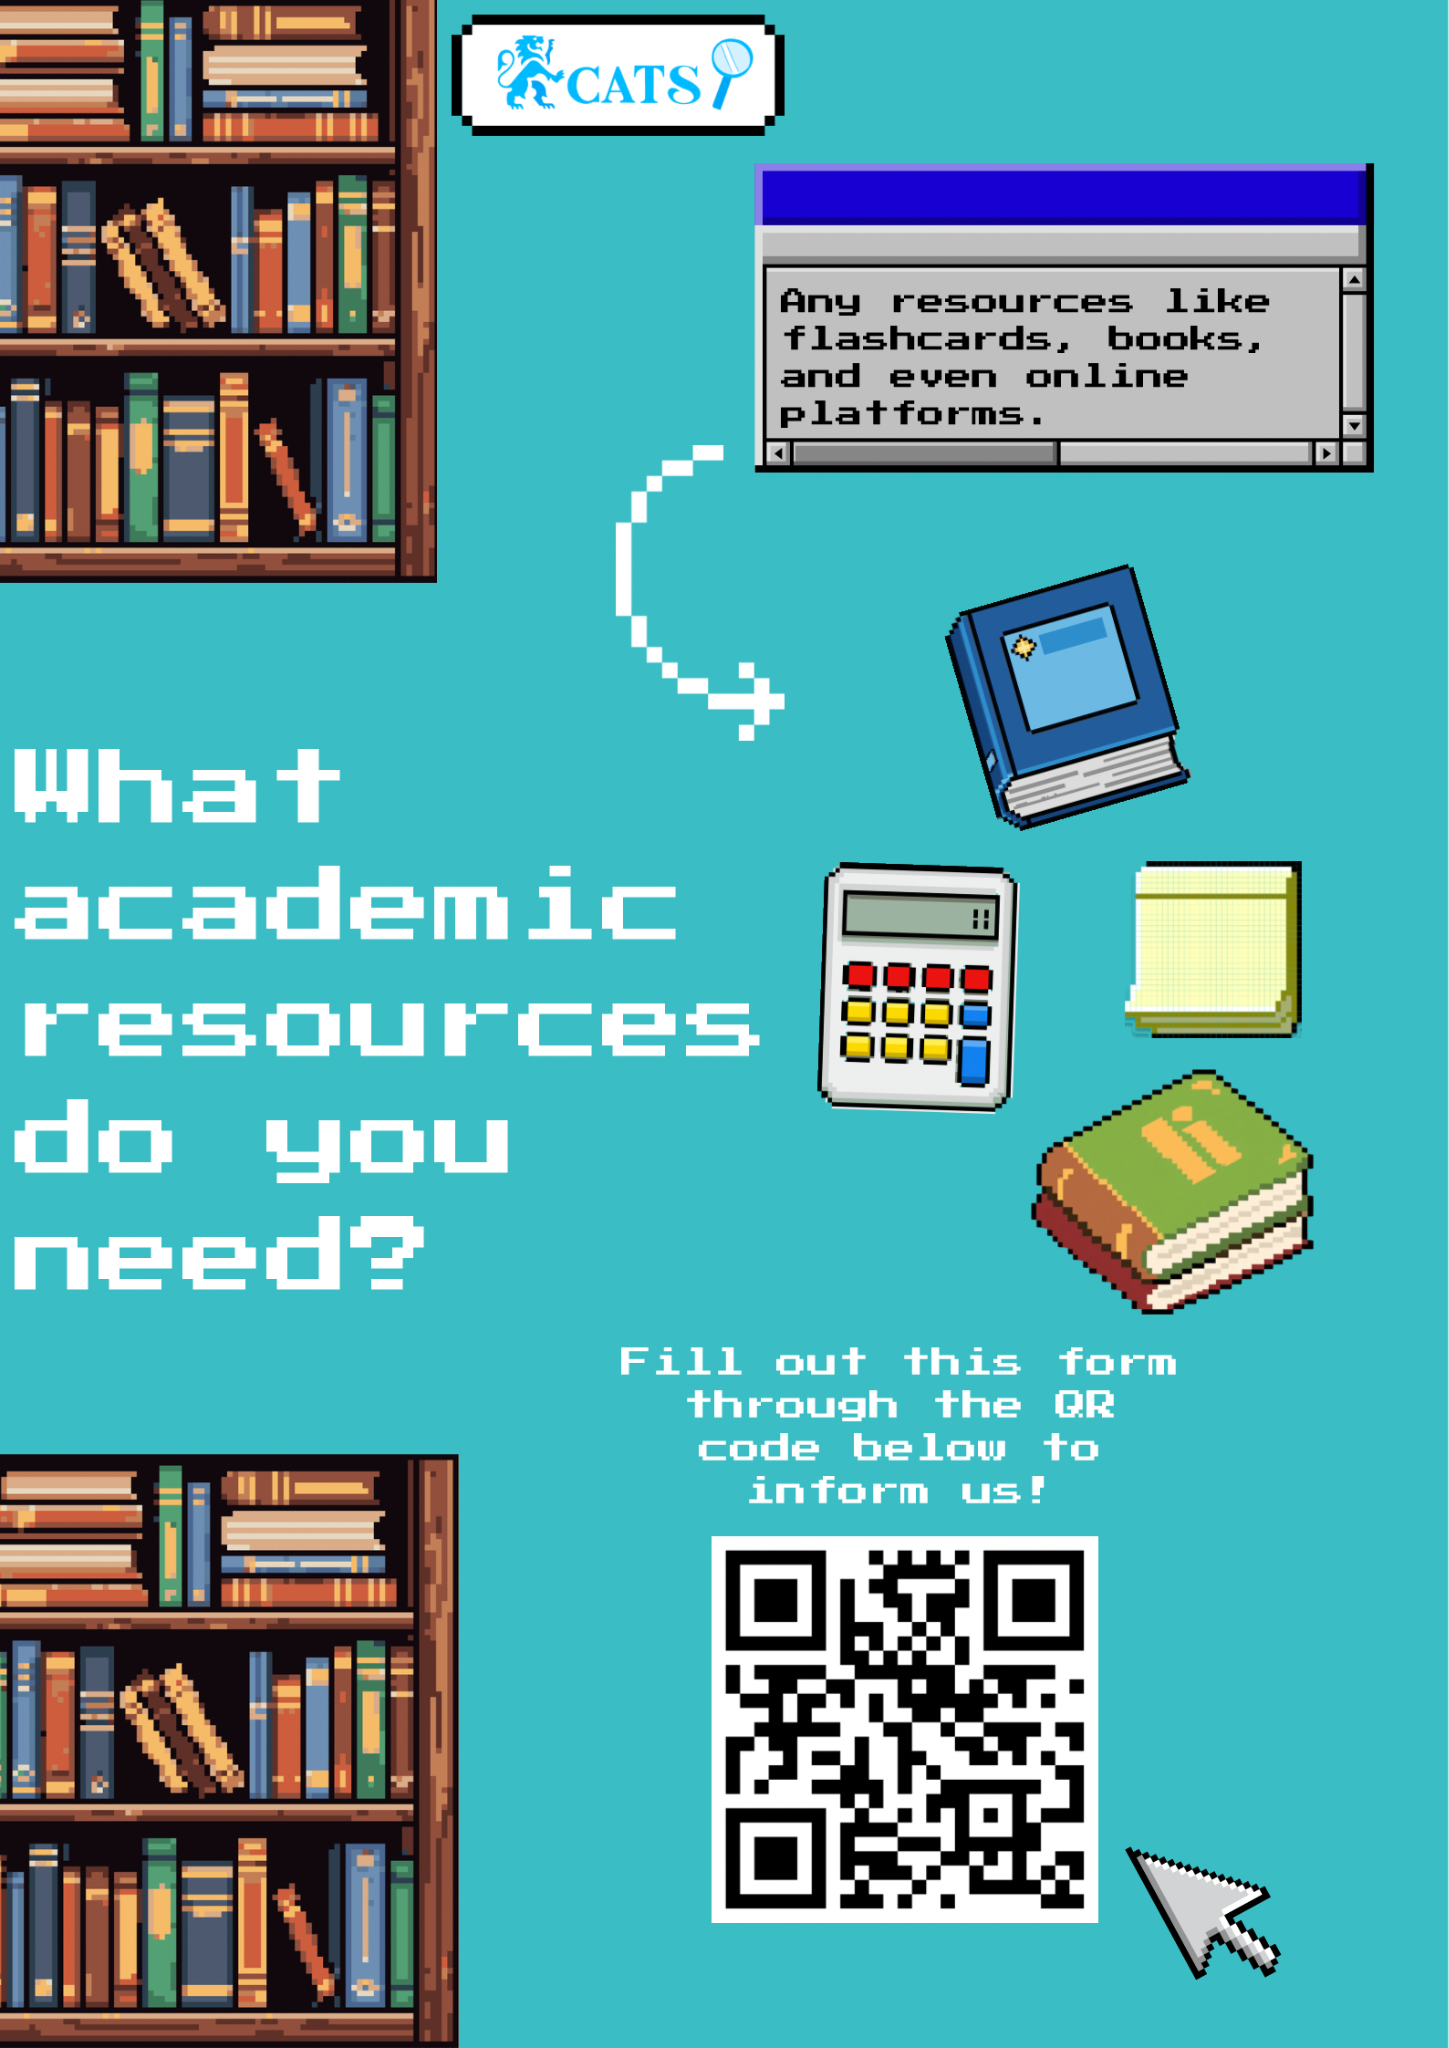 CATS
Any resources like
flashcards, books,
and even online
platforms.
What
academic
resources
do you
need?
Fill out this form
through the QR
code below to
inform us!